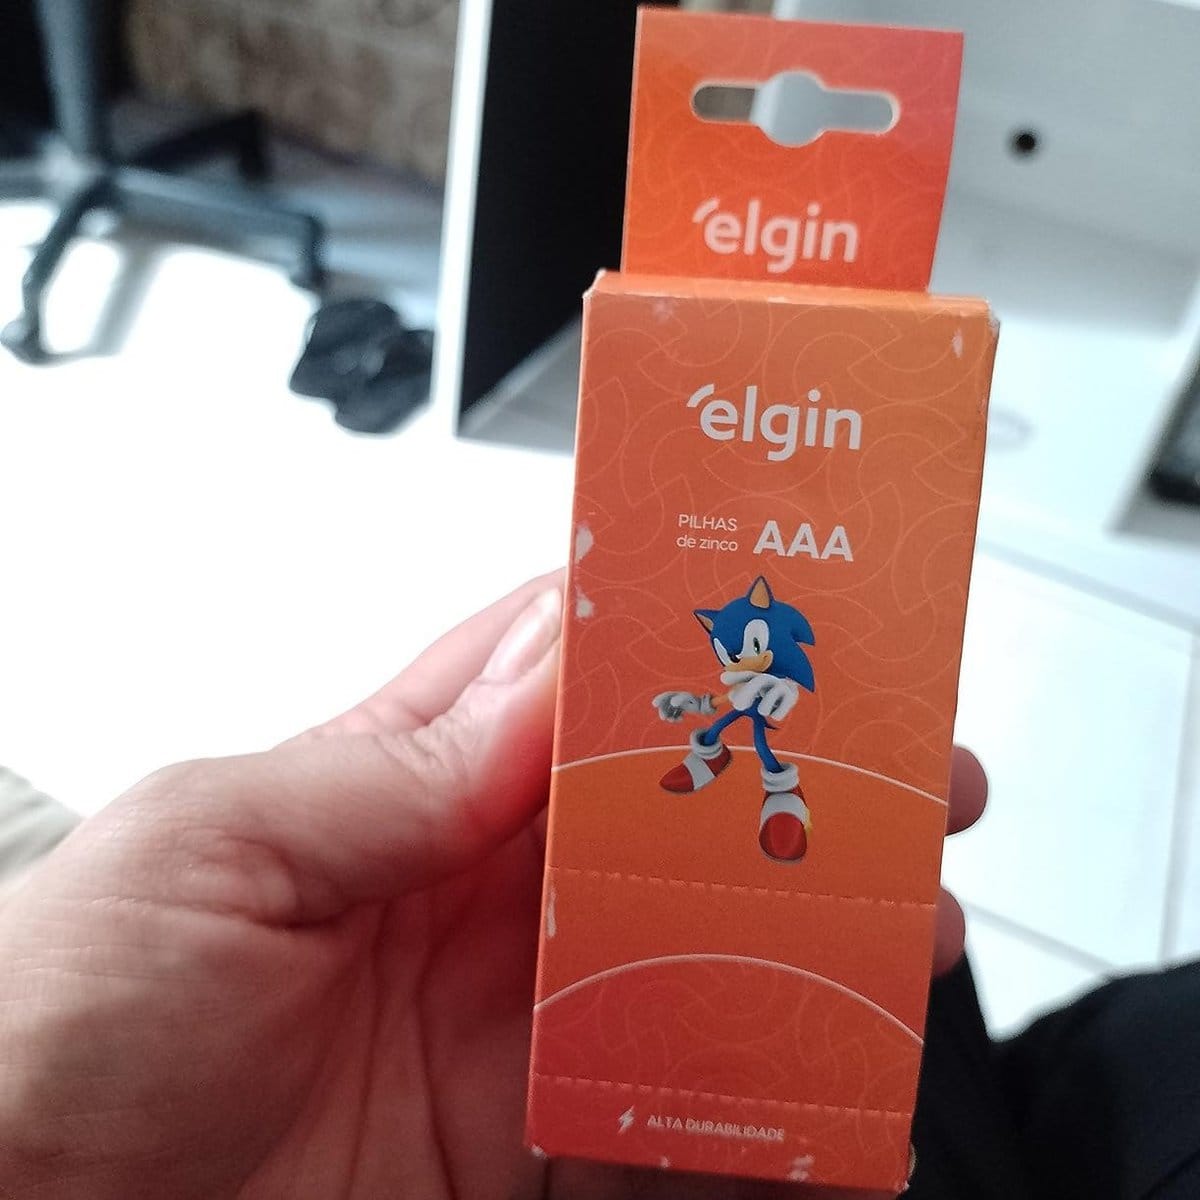 elgin
elgin
PILHAS
de zinco AAA
ALTA DURABILIDADE